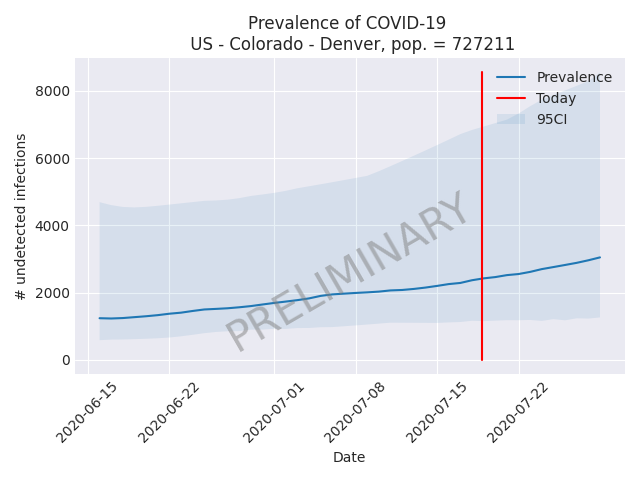 Prevalence of COVID-19
US - Colorado - Denver, pop. = 727211
# undetected infections
8000
6000
4000
2000
0
Prevalence
Today
95CI
PRELIMINARY
2020-06-15
2020-06-22
2020-07-01
2020-07-08
2020-07-15
2020-07-22
Date